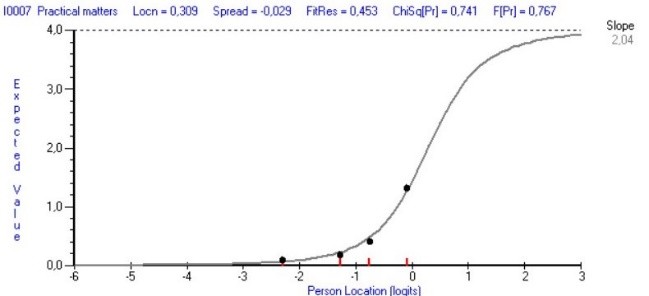 I0007 Practical matters Locn = 0,309 Spread = -0,029 FitRes = 0,453 ChiSq[Pr] = 0,741 F[Pr] = 0,767
Slope
2,04
Expected Value
4,0
3,0
2,0
1,0
0,0
-6 -5 -4 -3 -2 -1 0 1 2 3
Person Location (logits)